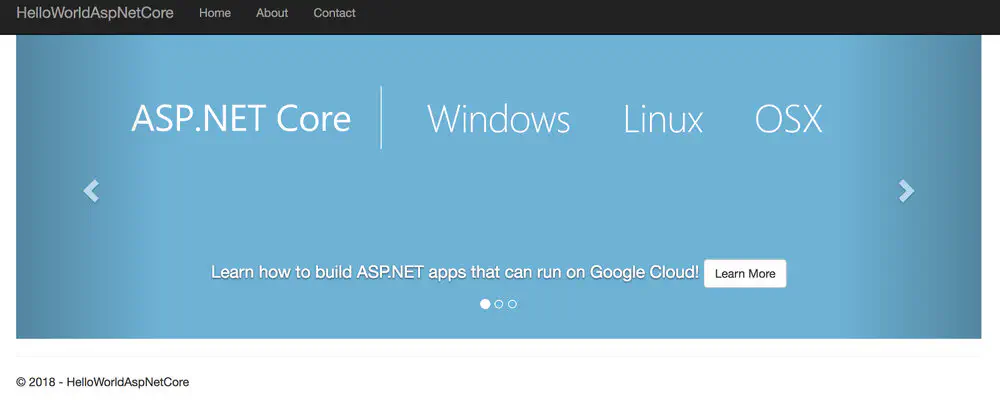 HelloWorldAspNetCore Home About Contact
ASP.NET Core Windows Linux OSX
Learn how to build ASP.NET apps that can run on Google Cloud! Learn More
© 2018 - HelloWorldAspNetCore